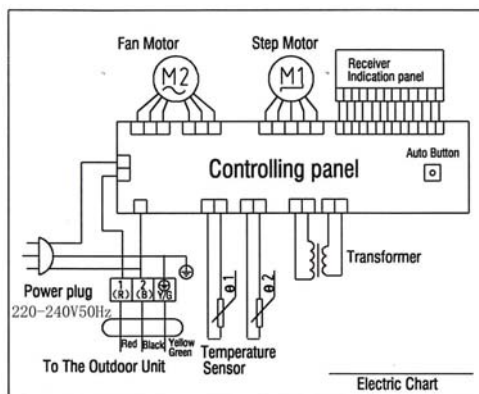 Fan Motor
Step Motor
M2
M1
Receiver
Indication panel
Auto Button
Controlling panel
Transformer
Power plug
220-240V50Hz
1 2
(R) (B) Y/G
Red Black Yellow
Green
θ1
θ2
Temperature
Sensor
To The Outdoor Unit
Electric Chart